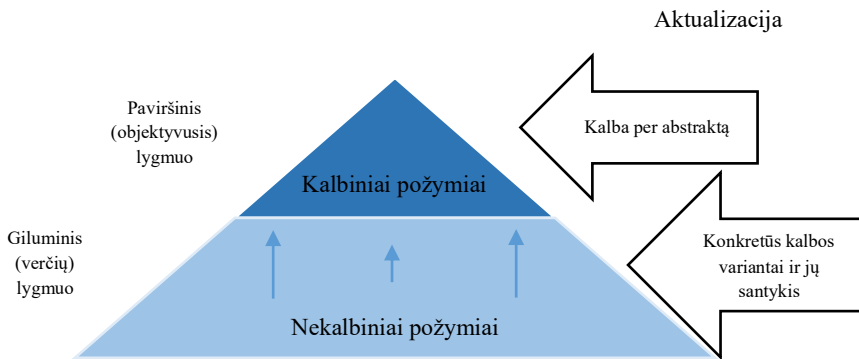 Aktualizacija
Paviršinis
(objektyvusis)
lygmuo
Kalba per abstraktą
Kalbiniai požymiai
Giluminis
(verčių)
lygmuo
Konkretūs kalbos
variantai ir jų
santykis
Nekalbiniai požymiai